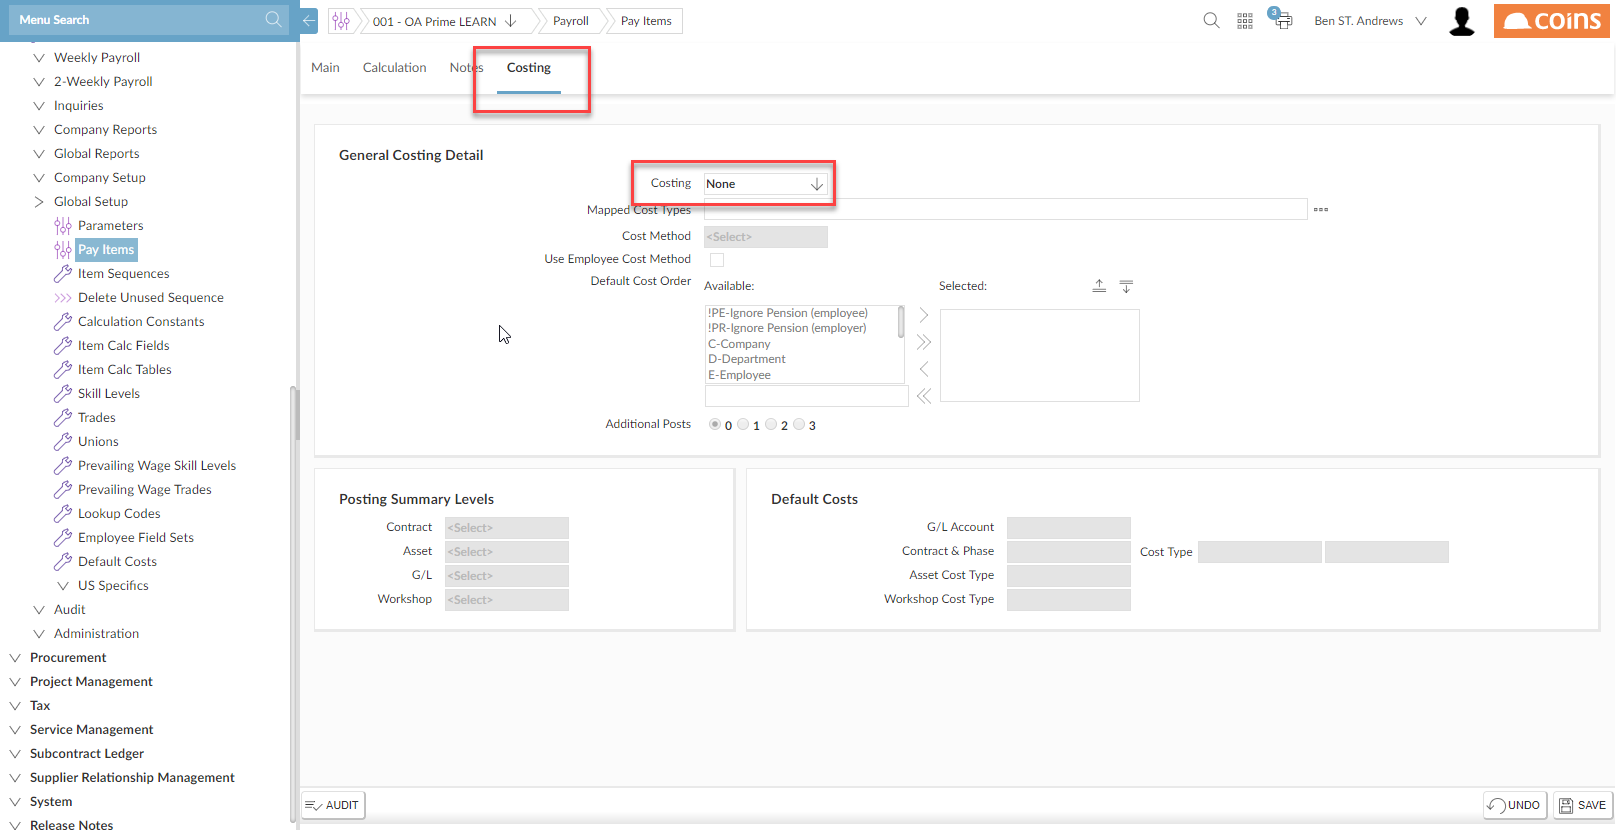 Menu Search
001 - OA Prime LEARN
Payroll
Pay Items
3
Ben ST. Andrews
coins
Weekly Payroll
2-Weekly Payroll
Inquiries
Company Reports
Global Reports
Company Setup
Global Setup
Parameters
Pay Items
Item Sequences
Delete Unused Sequence
Calculation Constants
Item Calc Fields
Item Calc Tables
Skill Levels
Trades
Unions
Prevailing Wage Skill Levels
Prevailing Wage Trades
Lookup Codes
Employee Field Sets
Default Costs
US Specifics
Audit
Administration
Procurement
Project Management
Tax
Service Management
Subcontract Ledger
Supplier Relationship Management
System
Release Notes
Main Calculation Notes Costing
General Costing Detail
Costing None
Mapped Cost Types
Cost Method <Select>
Use Employee Cost Method
Default Cost Order Available: Selected:
!PE-Ignore Pension (employee)
!PR-Ignore Pension (employer)
C-Company
D-Department
E-Employee
Additional Posts 0 1 2 3
Posting Summary Levels
Contract <Select>
Asset <Select>
G/L <Select>
Workshop <Select>
Default Costs
G/L Account
Contract & Phase Cost Type
Asset Cost Type
Workshop Cost Type
AUDIT UNDO SAVE